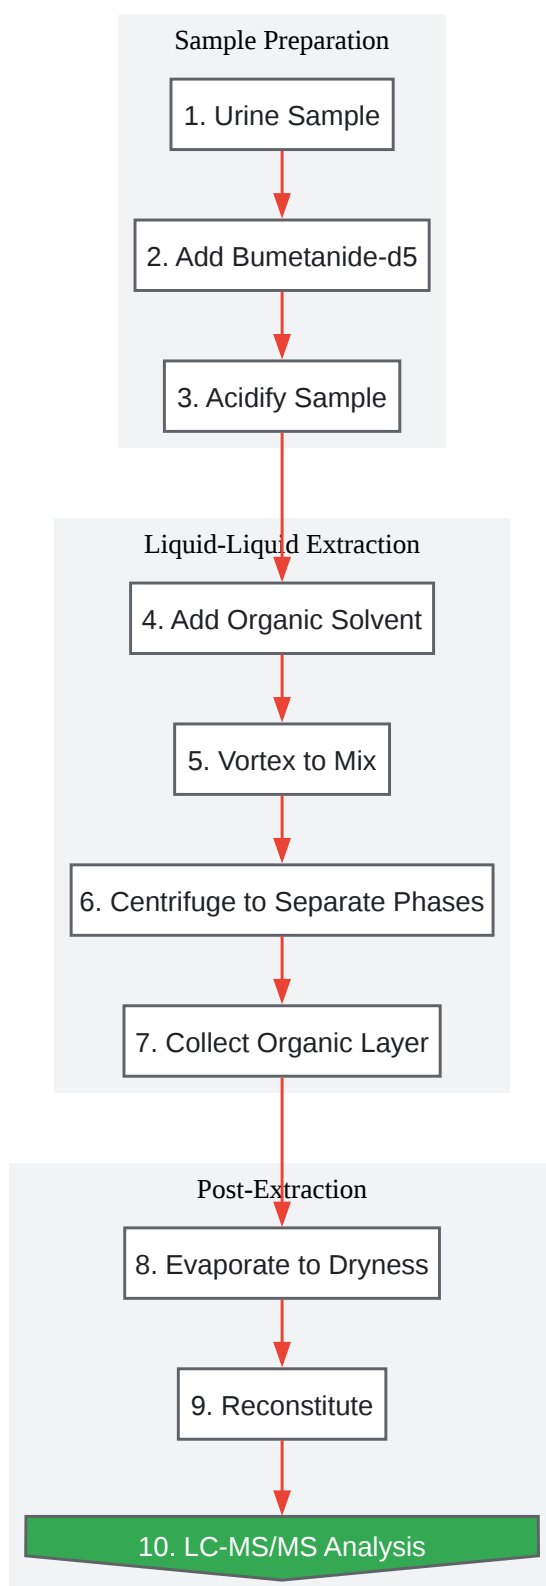 Sample Preparation
1. Urine Sample
2. Add Bumetanide-d5
3. Acidify Sample
Liquid-Liquid Extraction
4. Add Organic Solvent
5. Vortex to Mix
6. Centrifuge to Separate Phases
7. Collect Organic Layer
Post-Extraction
8. Evaporate to Dryness
9. Reconstitute
10. LC-MS/MS Analysis